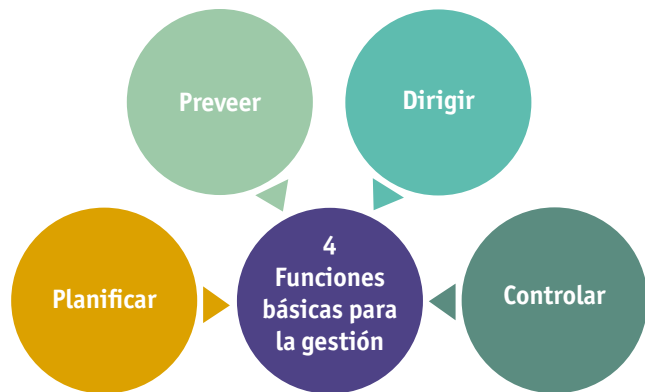 Preveer
Dirigir
Planificar
4
Funciones
básicas para
la gestión
Controlar